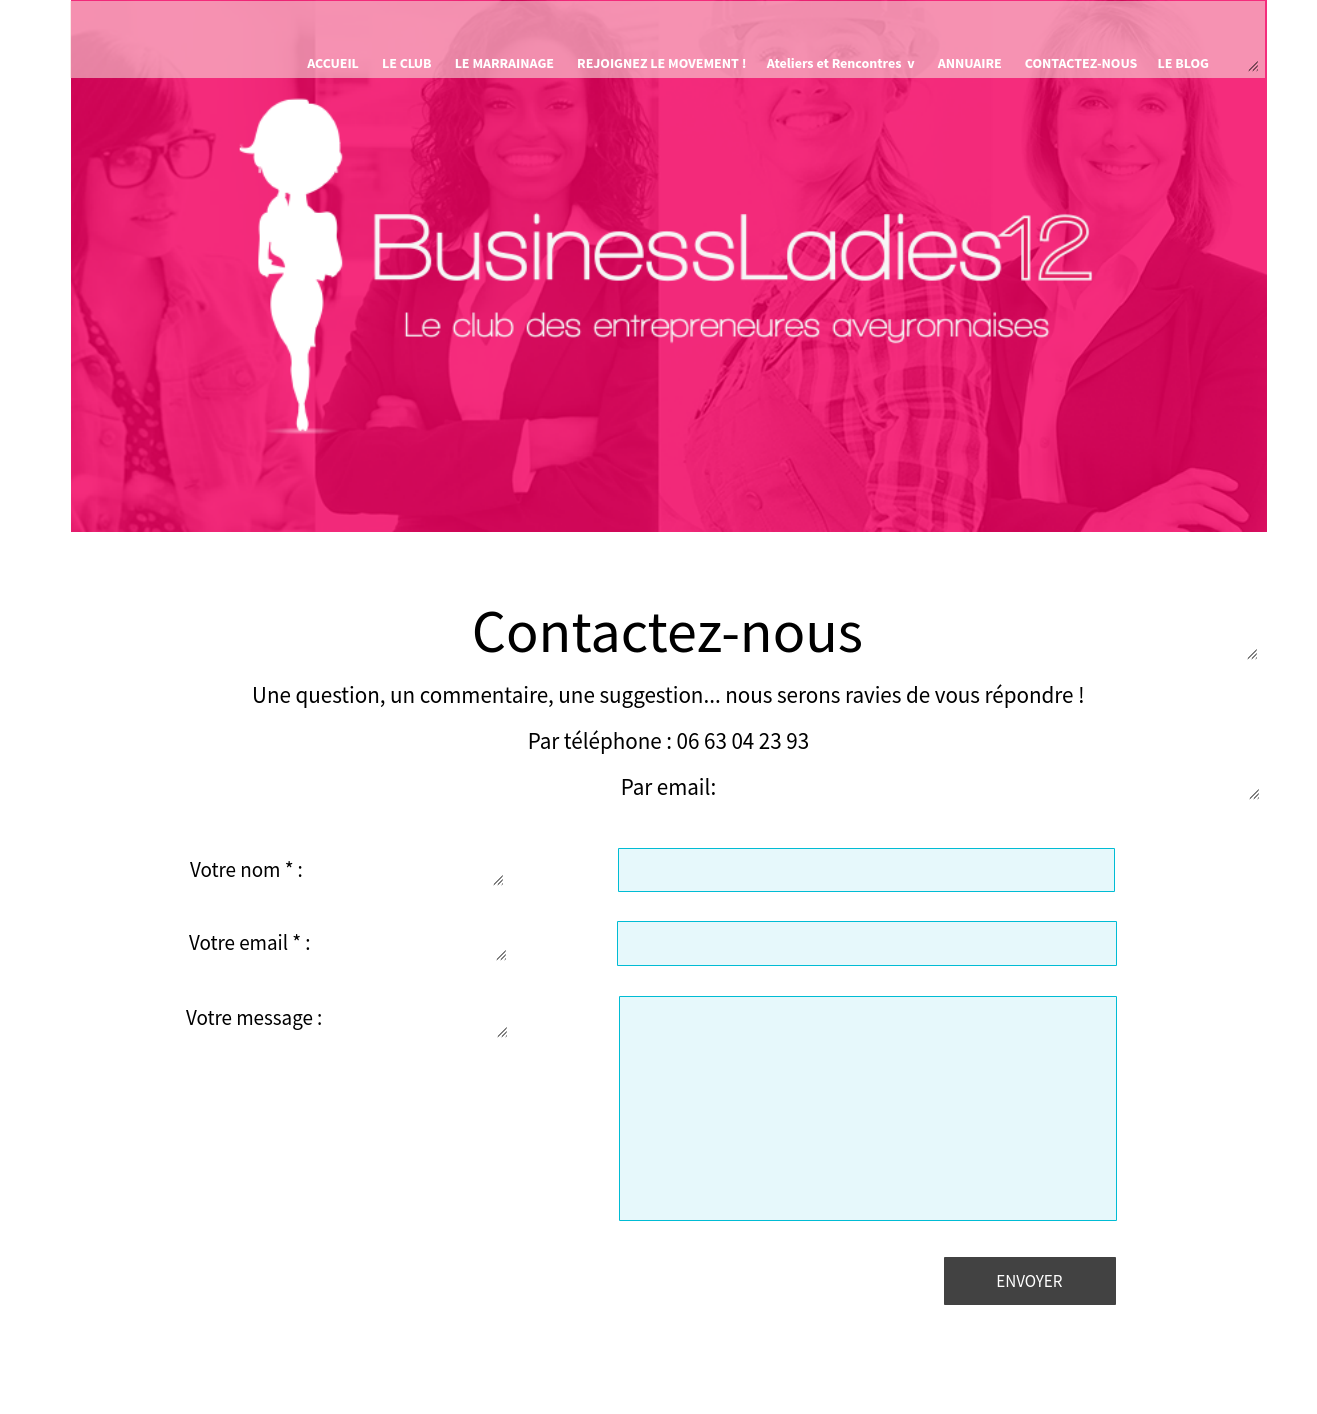 ACCUEIL LE CLUB LE MARRAINAGE REJOIGNEZ LE MOVEMENT ! Ateliers et Rencontres v ANNUAIRE CONTACTEZ-NOUS LE BLOG
BusinessLadies12
Le club des entrepreneures aveyronnaises
Contactez-nous
Une question, un commentaire, une suggestion... nous serons ravies de vous répondre !
Par téléphone : 06 63 04 23 93
Par email:
Votre nom * :
Votre email * :
Votre message :
ENVOYER